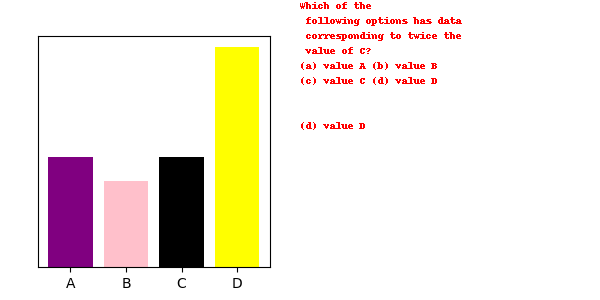 Which of the
following options has data
corresponding to twice the
value of C?
(a) value A (b) value B
(c) value C (d) value D
(d) value D
A B C D